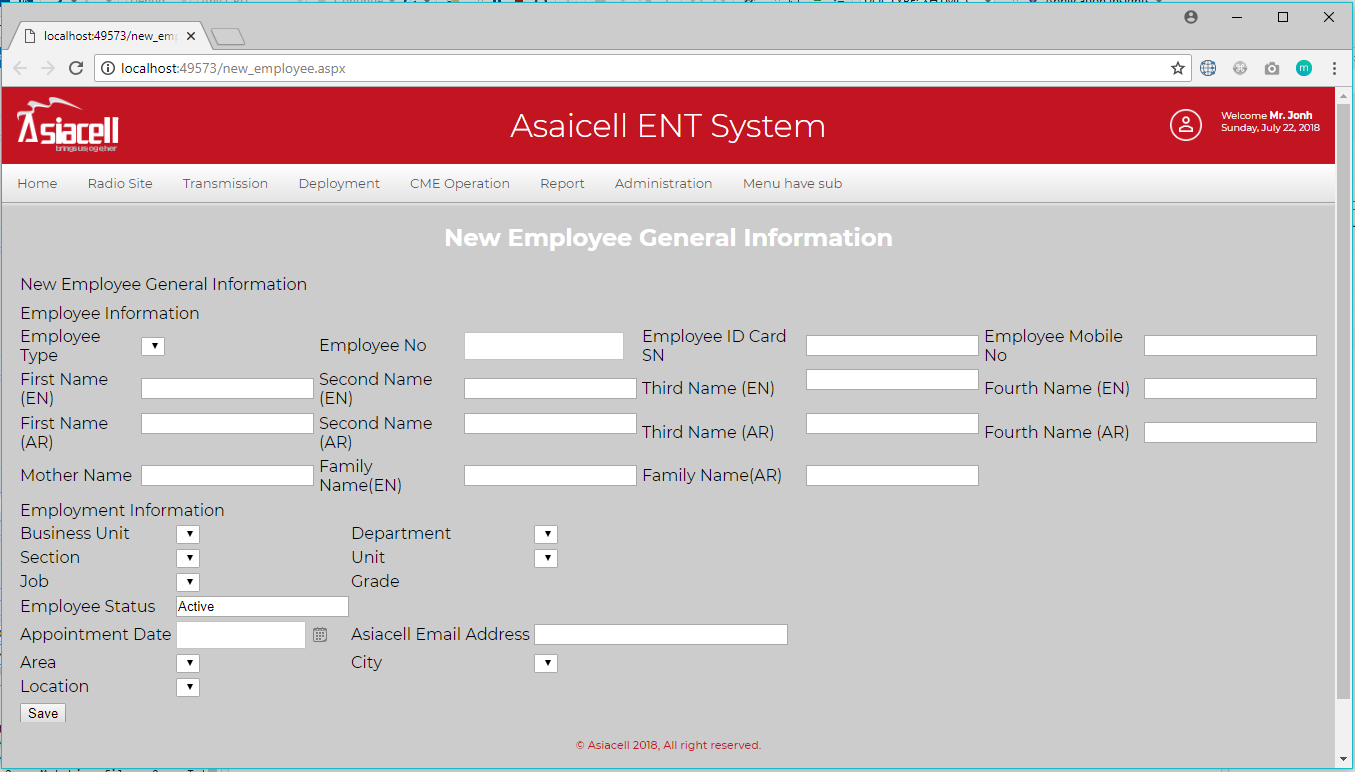 localhost:49573/new_emp
localhost:49573/new_employee.aspx
m
Asiacell
Asaicell ENT System
Welcome Mr. Jonh
Sunday, July 22, 2018
Home Radio Site Transmission Deployment CME Operation Report Administration Menu have sub
New Employee General Information
New Employee General Information
Employee Information
Employee Type Employee No Employee ID Card SN Employee Mobile No
First Name (EN) Second Name (EN) Third Name (EN) Fourth Name (EN)
First Name (AR) Second Name (AR) Third Name (AR) Fourth Name (AR)
Mother Name Family Name(EN) Family Name(AR)
Employment Information
Business Unit Department
Section Unit
Job Grade
Employee Status Active
Appointment Date Asiacell Email Address
Area City
Location
Save
© Asiacell 2018, All right reserved.